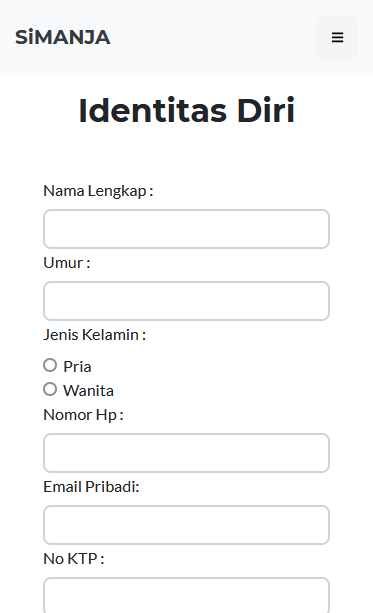 SiMANJA
Identitas Diri
Nama Lengkap :
Umur :
Jenis Kelamin :
Pria
Wanita
Nomor Hp :
Email Pribadi:
No KTP :